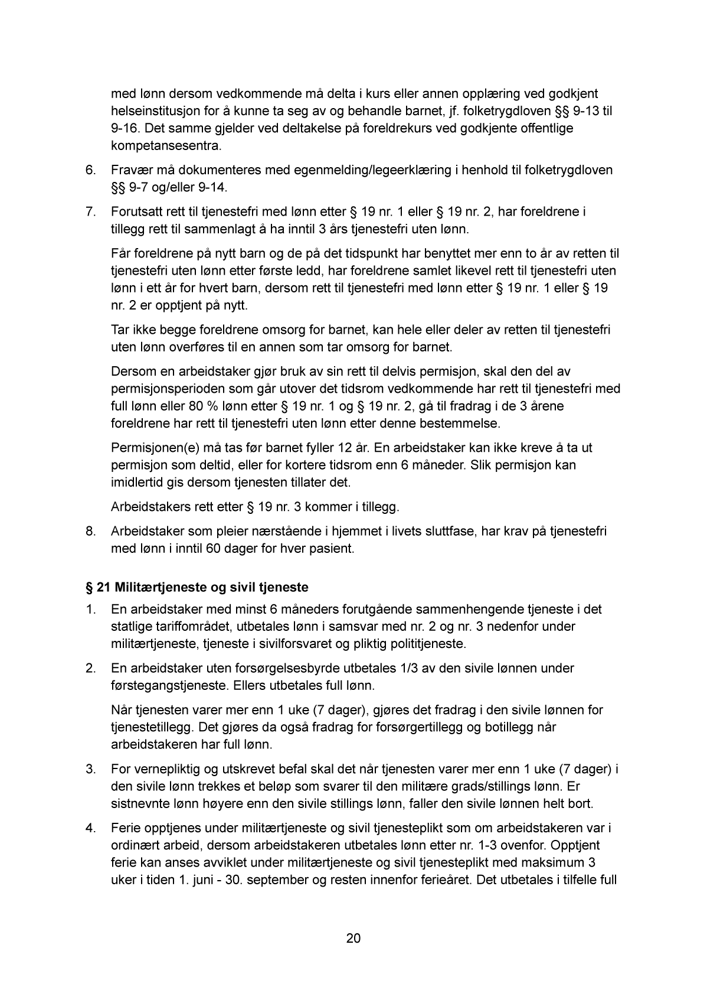 med lønn dersom vedkommende må delta i kurs eller annen opplæring ved godkjent
helseinstitusjon for å kunne ta seg av og behandle barnet, jf. folketrygdloven §§ 9-13 til
9-16. Det samme gjelder ved deltakelse på foreldrekurs ved godkjente offentlige
kompetansesentra.
6. Fravær må dokumenteres med egenmelding/legeerklæring i henhold til folketrygdloven
§§ 9-7 og/eller 9-14.
7. Forutsatt rett til tjenestefri med lønn etter § 19 nr. 1 eller § 19 nr. 2, har foreldrene i
tillegg rett til sammenlagt å ha inntil 3 års tjenestefri uten lønn.
Får foreldrene på nytt barn og de på det tidspunkt har benyttet mer enn to år av retten til
tjenestefri uten lønn etter første ledd, har foreldrene samlet likevel rett til tjenestefri uten
lønn i ett år for hvert barn, dersom rett til tjenestefri med lønn etter § 19 nr. 1 eller § 19
nr. 2 er opptjent på nytt.
Tar ikke begge foreldrene omsorg for barnet, kan hele eller deler av retten til tjenestefri
uten lønn overføres til en annen som tar omsorg for barnet.
Dersom en arbeidstaker gjør bruk av sin rett til delvis permisjon, skal den del av
permisjonsperioden som går utover det tidsrom vedkommende har rett til tjenestefri med
full lønn eller 80 % lønn etter § 19 nr. 1 og § 19 nr. 2, gå til fradrag i de 3 årene
foreldrene har rett til tjenestefri uten lønn etter denne bestemmelse.
Permisjonen(e) må tas før barnet fyller 12 år. En arbeidstaker kan ikke kreve å ta ut
permisjon som deltid, eller for kortere tidsrom enn 6 måneder. Slik permisjon kan
imidlertid gis dersom tjenesten tillater det.
Arbeidstakers rett etter § 19 nr. 3 kommer i tillegg.
8. Arbeidstaker som pleier nærstående i hjemmet i livets sluttfase, har krav på tjenestefri
med lønn i inntil 60 dager for hver pasient.
§ 21 Militærtjeneste og sivil tjeneste
1. En arbeidstaker med minst 6 måneders forutgående sammenhengende tjeneste i det
statlige tariffområdet, utbetales lønn i samsvar med nr. 2 og nr. 3 nedenfor under
militærtjeneste, tjeneste i sivilforsvaret og pliktig polititjeneste.
2. En arbeidstaker uten forsørgelsesbyrde utbetales 1/3 av den sivile lønnen under
førstegangstjeneste. Ellers utbetales full lønn.
Når tjenesten varer mer enn 1 uke (7 dager), gjøres det fradrag i den sivile lønnen for
tjenestetillegg. Det gjøres da også fradrag for forsørgertillegg og botillegg når
arbeidstakeren har full lønn.
3. For vernepliktig og utskrevet befal skal det når tjenesten varer mer enn 1 uke (7 dager) i
den sivile lønn trekkes et beløp som svarer til den militære grads/stillings lønn. Er
sistnevnte lønn høyere enn den sivile stillings lønn, faller den sivile lønnen helt bort.
4. Ferie opptjenes under militærtjeneste og sivil tjenesteplikt som om arbeidstakeren var i
ordinært arbeid, dersom arbeidstakeren utbetales lønn etter nr. 1-3 ovenfor. Opptjent
ferie kan anses avviklet under militærtjeneste og sivil tjenesteplikt med maksimum 3
uker i tiden 1. juni - 30. september og resten innenfor ferieåret. Det utbetales i tilfelle full
20